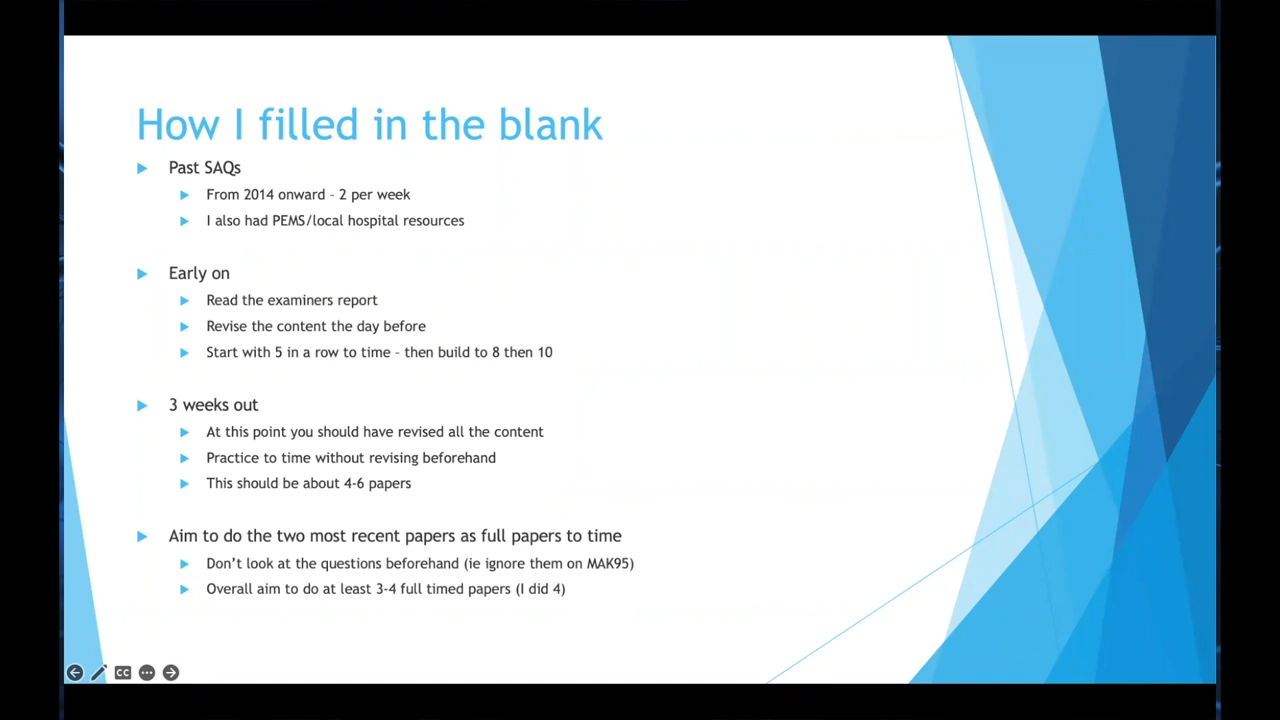 How I filled in the blank
Past SAQs
From 2014 onward – 2 per week
I also had PEMS/local hospital resources
Early on
Read the examiners report
Revise the content the day before
Start with 5 in a row to time – then build to 8 then 10
3 weeks out
At this point you should have revised all the content
Practice to time without revising beforehand
This should be about 4-6 papers
Aim to do the two most recent papers as full papers to time
Don’t look at the questions beforehand (ie ignore them on MAK95)
Overall aim to do at least 3-4 full timed papers (I did 4)
CC